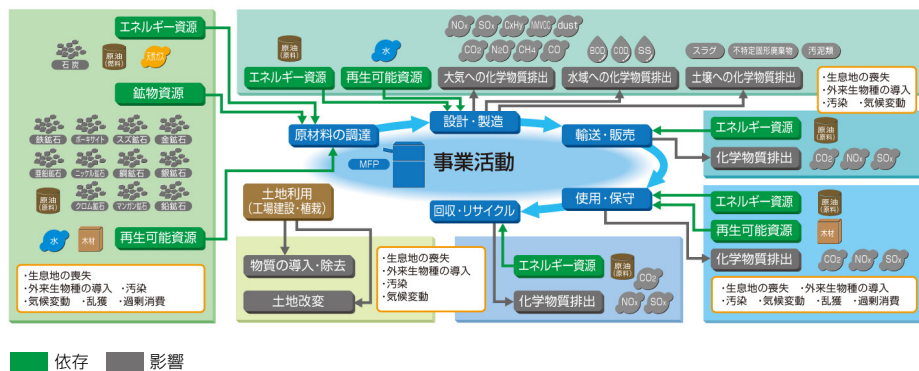 エネルギー資源
石炭
原油
(原料)
天然ガス
鉱物資源
鉄鉱石 ボーキサイト スズ鉱石 金鉱石
亜鉛鉱石 ニッケル鉱石 銅鉱石 銀鉱石
原油
(原料)
クロム鉱石 マンガン鉱石 鉛鉱石
水
木材
再生可能資源
・生息地の喪失
・外来生物種の導入 ・汚染
・気候変動 ・乱獲 ・過剰消費
原油
(原料)
水
エネルギー資源
再生可能資源
NOx SOx CxHy NMVOC dust
CO2 N2O CH4 CO
大気への化学物質排出
BOD COD SS
水域への化学物質排出
スラグ 不特定固形廃棄物 汚泥類
土壌への化学物質排出
・生息地の喪失
・外来生物種の導入
・汚染 ・気候変動
原材料の調達
設計・製造
輸送・販売
使用・保守
回収・リサイクル
MFP
事業活動
エネルギー資源
原油
(原料)
化学物質排出
CO2 NOx SOx
エネルギー資源
原油
(原料)
再生可能資源
木材
化学物質排出
CO2 NOx SOx
・生息地の喪失 ・外来生物種の導入
・汚染 ・気候変動 ・乱獲 ・過剰消費
土地利用
(工場建設・植栽)
物質の導入・除去
土地改変
・生息地の喪失
・外来生物種の導入
・汚染
・気候変動
エネルギー資源
原油
(原料)
化学物質排出
CO2
NOx SOx
依存 影響